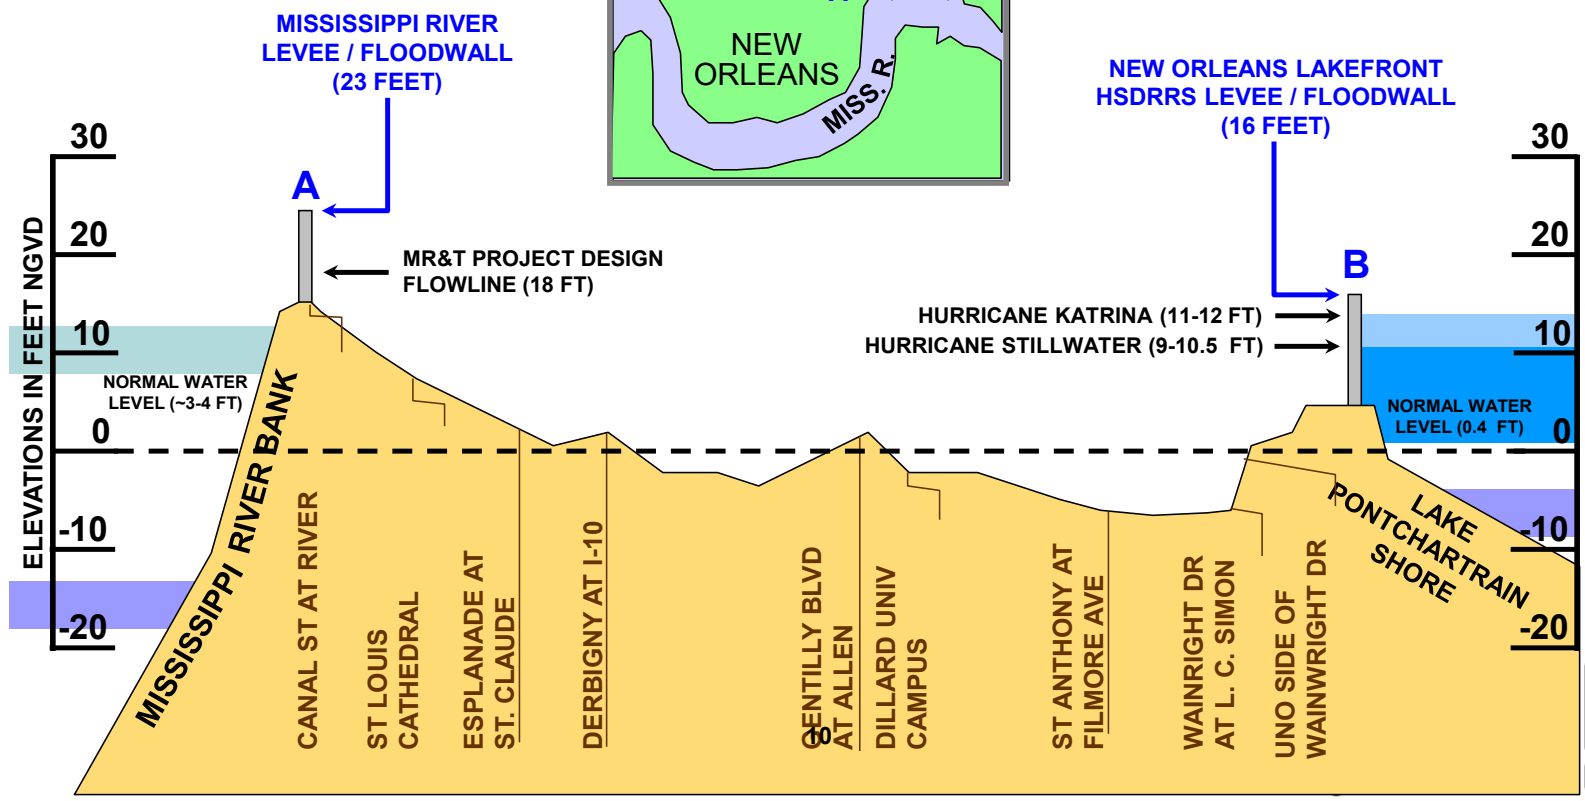 MISSISSIPPI RIVER
LEVEE / FLOODWALL
(23 FEET)
NEW
ORLEANS
MISS. R.
NEW ORLEANS LAKEFRONT
HSDRRS LEVEE / FLOODWALL
(16 FEET)
ELEVATIONS IN FEET NGVD
30
20
10
0
-10
-20
30
20
10
0
-10
-20
A
B
MR&T PROJECT DESIGN
FLOWLINE (18 FT)
HURRICANE KATRINA (11-12 FT)
HURRICANE STILLWATER (9-10.5 FT)
NORMAL WATER
LEVEL (~3-4 FT)
NORMAL WATER
LEVEL (0.4 FT)
MISSISSIPPI RIVER BANK
LAKE
PONTCHARTRAIN
SHORE
CANAL ST AT RIVER
ST LOUIS
CATHEDRAL
ESPLANADE AT
ST. CLAUDE
DERBIGNY AT I-10
GENTILLY BLVD
AT ALLEN
DILLARD UNIV
CAMPUS
ST ANTHONY AT
FILMORE AVE
WAINRIGHT DR
AT L. C. SIMON
UNO SIDE OF
WAINWRIGHT DR
10